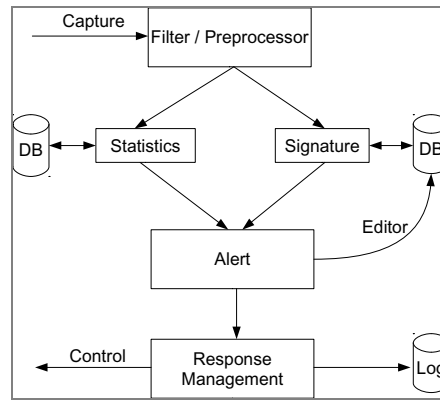 Capture
Filter / Preprocessor
DB
Statistics
Signature
DB
Editor
Alert
Control
Response
Management
Log